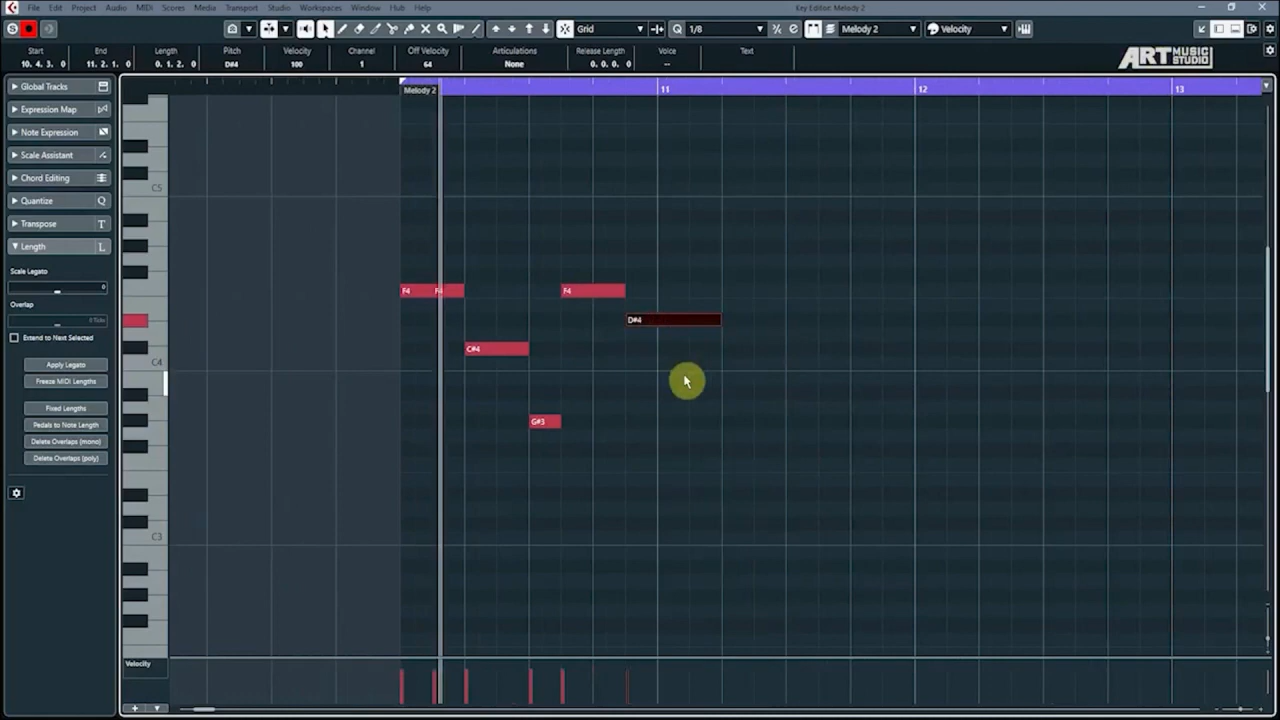 File Edit Project Audio MIDI Scores Media Transport Studio Workspaces Window Hub Help
Key Editor: Melody 2
S Grid Q 1/8 Melody 2 Velocity
Start End Length Pitch Velocity Channel Off Velocity Articulations Release Length Voice Text
10. 4. 3. 0 11. 2. 1. 0 0. 1. 2. 0 D#4 100 1 64 None 0. 0. 0. 0 --
ART MUSIC STUDIO
Global Tracks
Melody 2 11 12 13
Expression Map
Note Expression
Scale Assistant
Chord Editing
C5
Quantize Q
Transpose T
Length L
Scale Legato
0
F4 F4 F4
Overlap
0 Ticks
D#4
Extend to Next Selected
C#4
Apply Legato
C4
Freeze MIDI Lengths
Fixed Lengths
Pedals to Note Length
G#3
Delete Overlaps (mono)
Delete Overlaps (poly)
C3
Velocity